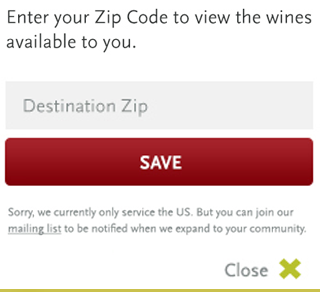 Enter your Zip Code to view the wines
available to you.
Destination Zip
SAVE
Sorry, we currently only service the US. But you can join our
mailing list to be notified when we expand to your community.
Close